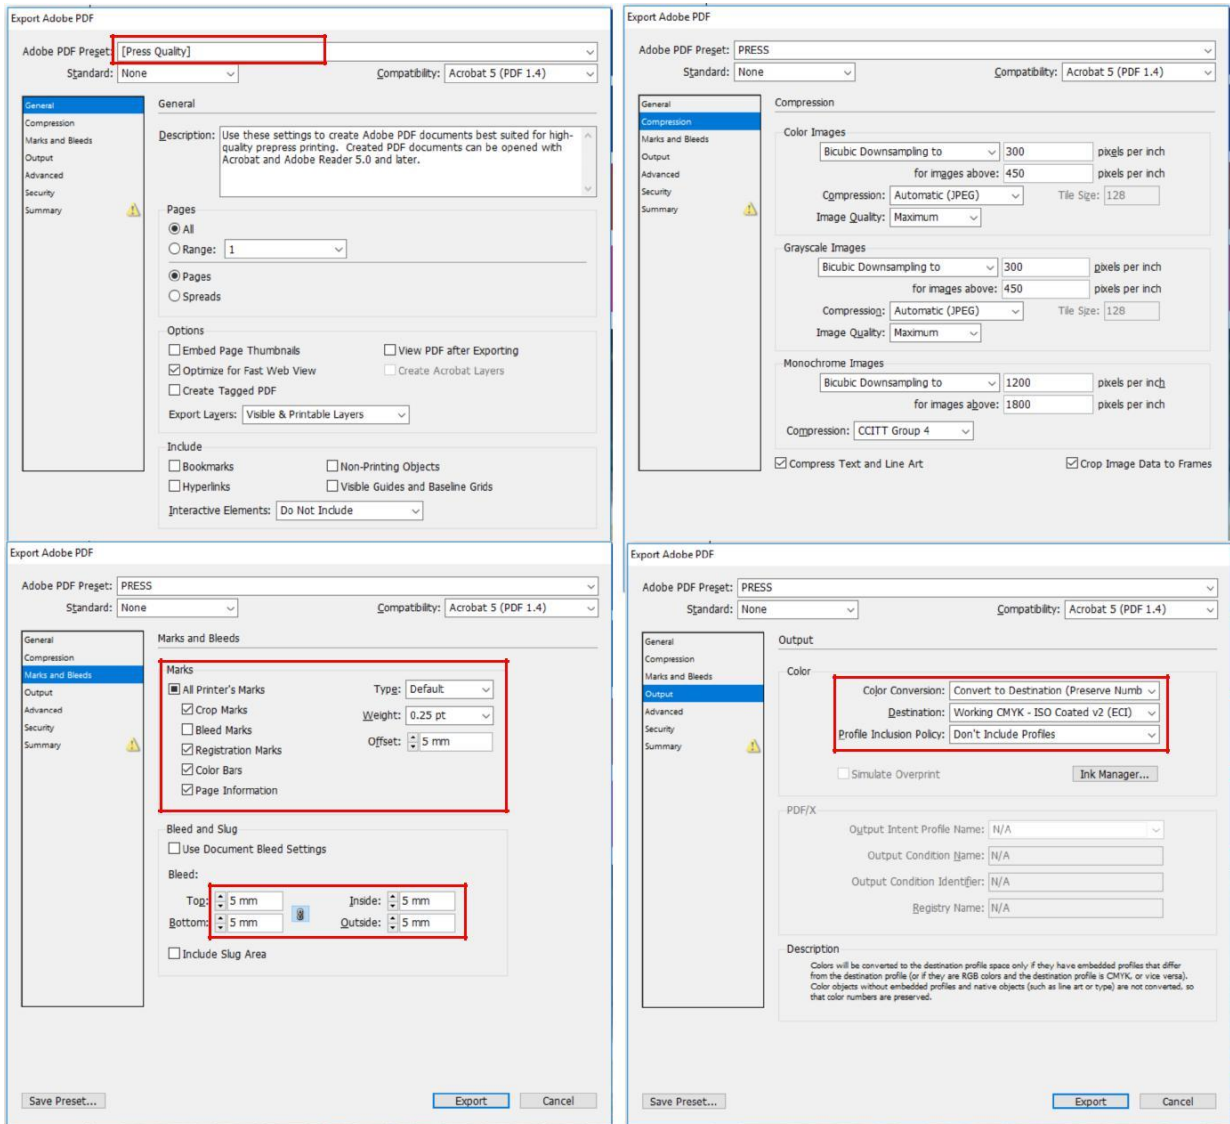 Export Adobe PDF
Adobe PDF Preset: [Press Quality]
Standard: None Compatibility: Acrobat 5 (PDF 1.4)
General
Compression
Marks and Bleeds
Output
Advanced
Security
Summary
General
Description: Use these settings to create Adobe PDF documents best suited for high-
quality prepress printing. Created PDF documents can be opened with
Acrobat and Adobe Reader 5.0 and later.
Pages
All
Range: 1
Pages
Spreads
Options
Embed Page Thumbnails View PDF after Exporting
Optimize for Fast Web View Create Acrobat Layers
Create Tagged PDF
Export Layers: Visible & Printable Layers
Include
Bookmarks Non-Printing Objects
Hyperlinks Visible Guides and Baseline Grids
Interactive Elements: Do Not Include
Export Adobe PDF
Adobe PDF Preset: PRESS
Standard: None Compatibility: Acrobat 5 (PDF 1.4)
General
Compression
Marks and Bleeds
Output
Advanced
Security
Summary
Compression
Color Images
Bicubic Downsampling to 300 pixels per inch
for images above: 450 pixels per inch
Compression: Automatic (JPEG) Tile Size: 128
Image Quality: Maximum
Grayscale Images
Bicubic Downsampling to 300 pixels per inch
for images above: 450 pixels per inch
Compression: Automatic (JPEG) Tile Size: 128
Image Quality: Maximum
Monochrome Images
Bicubic Downsampling to 1200 pixels per inch
for images above: 1800 pixels per inch
Compression: CCITT Group 4
Compress Text and Line Art Crop Image Data to Frames
Export Adobe PDF
Adobe PDF Preset: PRESS
Standard: None Compatibility: Acrobat 5 (PDF 1.4)
General
Compression
Marks and Bleeds
Output
Advanced
Security
Summary
Marks and Bleeds
Marks
All Printer's Marks Type: Default
Crop Marks Weight: 0.25 pt
Bleed Marks Offset: 5 mm
Registration Marks
Color Bars
Page Information
Bleed and Slug
Use Document Bleed Settings
Bleed:
Top: 5 mm Inside: 5 mm
Bottom: 5 mm Outside: 5 mm
Include Slug Area
Save Preset... Export Cancel
Export Adobe PDF
Adobe PDF Preset: PRESS
Standard: None Compatibility: Acrobat 5 (PDF 1.4)
General
Compression
Marks and Bleeds
Output
Advanced
Security
Summary
Output
Color
Color Conversion: Convert to Destination (Preserve Numb
Destination: Working CMYK - ISO Coated v2 (ECI)
Profile Inclusion Policy: Don't Include Profiles
Simulate Overprint Ink Manager...
PDF/X
Output Intent Profile Name: N/A
Output Condition Name: N/A
Output Condition Identifier: N/A
Registry Name: N/A
Description
Colors will be converted to the destination profile space only if they have embedded profiles that differ
from the destination profile (or if they are RGB colors and the destination profile is CMYK, or vice versa).
Color objects without embedded profiles and native objects (such as line art or type) are not converted, so
that color numbers are preserved.
Save Preset... Export Cancel